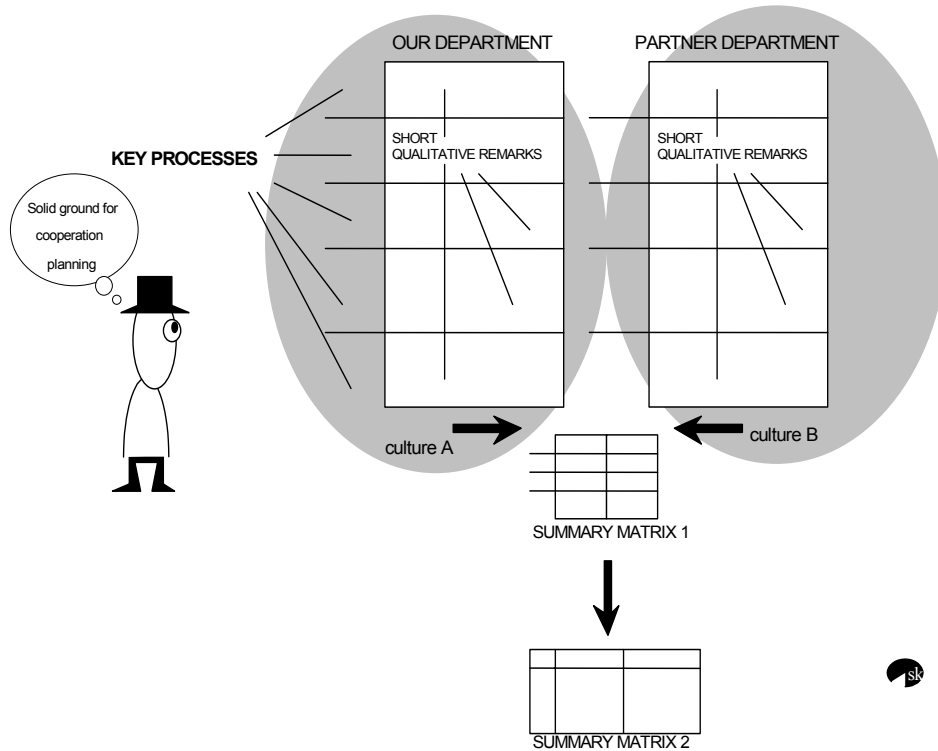 OUR DEPARTMENT
PARTNER DEPARTMENT
SHORT
QUALITATIVE REMARKS
SHORT
QUALITATIVE REMARKS
KEY PROCESSES
Solid ground for
cooperation
planning
culture A
culture B
SUMMARY MATRIX 1
SUMMARY MATRIX 2
sk